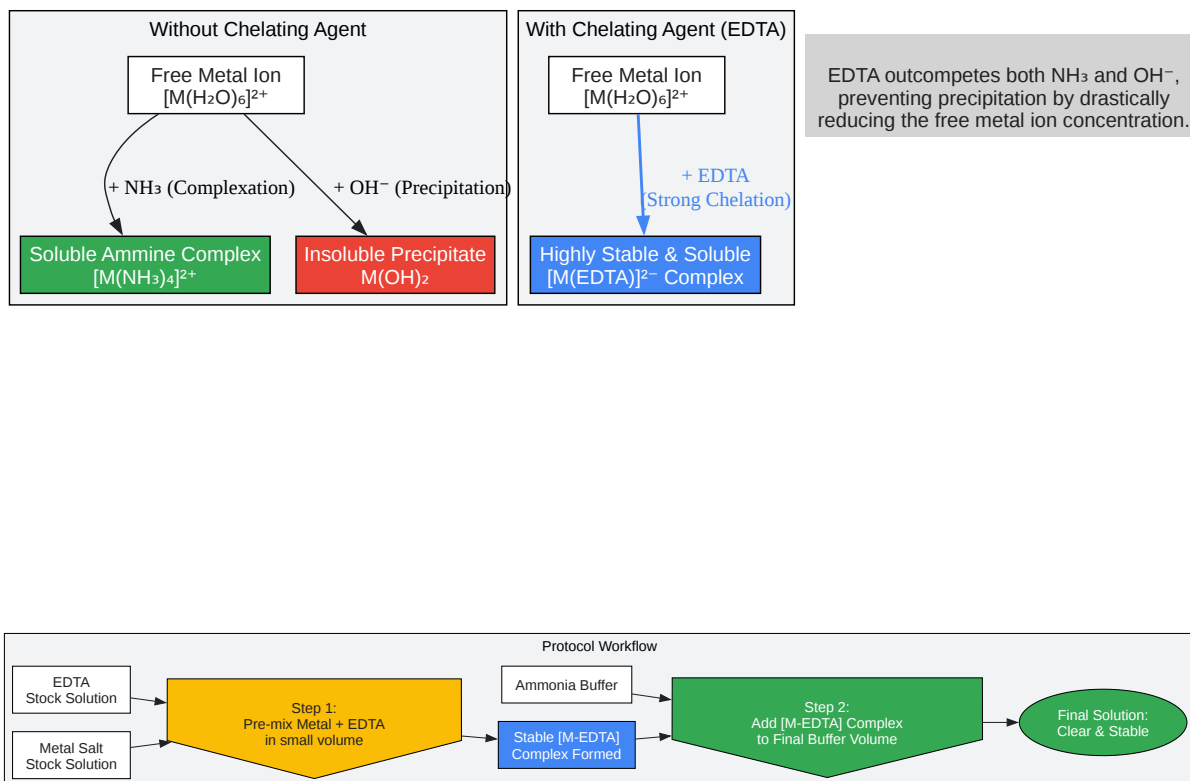 Without Chelating Agent
Free Metal Ion
[M(H₂O)₆]²⁺
+ NH₃ (Complexation)
+ OH⁻ (Precipitation)
Soluble Ammine Complex
[M(NH₃)₄]²⁺
Insoluble Precipitate
M(OH)₂
With Chelating Agent (EDTA)
Free Metal Ion
[M(H₂O)₆]²⁺
+ EDTA
(Strong Chelation)
Highly Stable & Soluble
[M(EDTA)]²⁻ Complex
EDTA outcompetes both NH₃ and OH⁻,
preventing precipitation by drastically
reducing the free metal ion concentration.
Protocol Workflow
EDTA
Stock Solution
Metal Salt
Stock Solution
Step 1:
Pre-mix Metal + EDTA
in small volume
Ammonia Buffer
Stable [M-EDTA]
Complex Formed
Step 2:
Add [M-EDTA] Complex
to Final Buffer Volume
Final Solution:
Clear & Stable